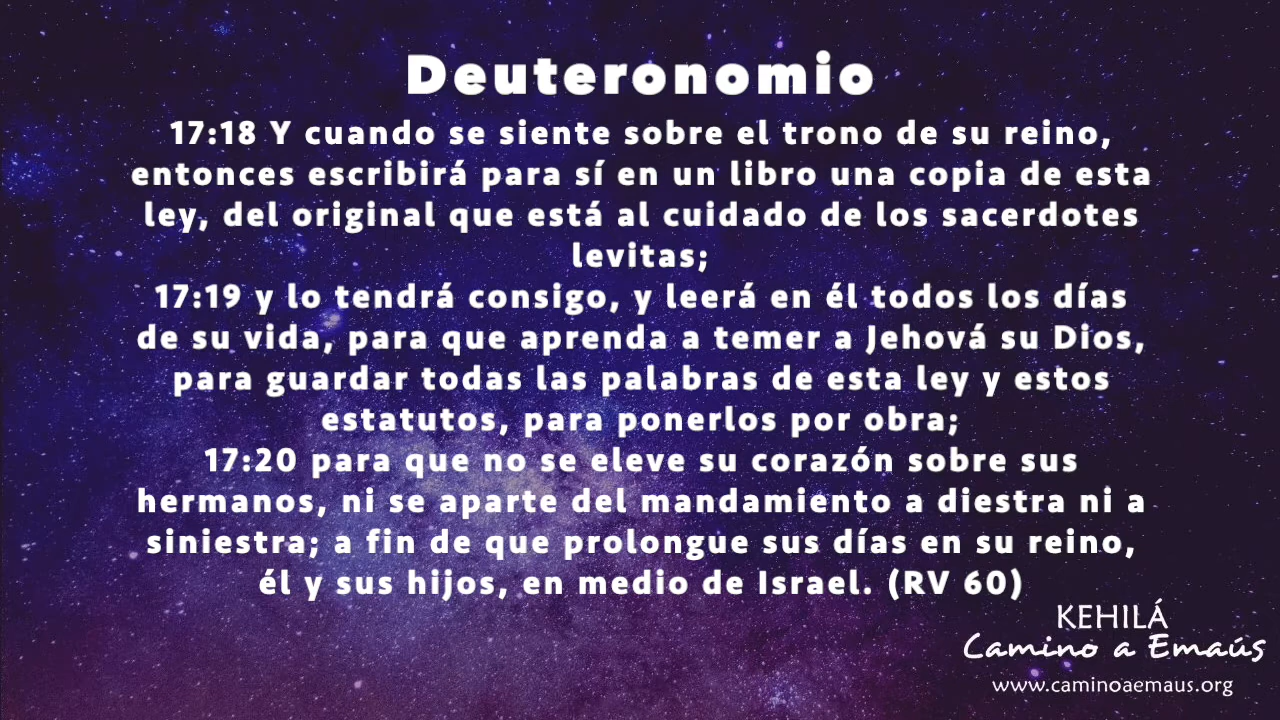 Deuteronomio
17:18 Y cuando se siente sobre el trono de su reino,
entonces escribirá para sí en un libro una copia de esta
ley, del original que está al cuidado de los sacerdotes
levitas;
17:19 y lo tendrá consigo, y leerá en él todos los días
de su vida, para que aprenda a temer a Jehová su Dios,
para guardar todas las palabras de esta ley y estos
estatutos, para ponerlos por obra;
17:20 para que no se eleve su corazón sobre sus
hermanos, ni se aparte del mandamiento a diestra ni a
siniestra; a fin de que prolongue sus días en su reino,
él y sus hijos, en medio de Israel. (RV 60)
KEHILÁ
Camino a Emaús
www.caminoaemaus.org